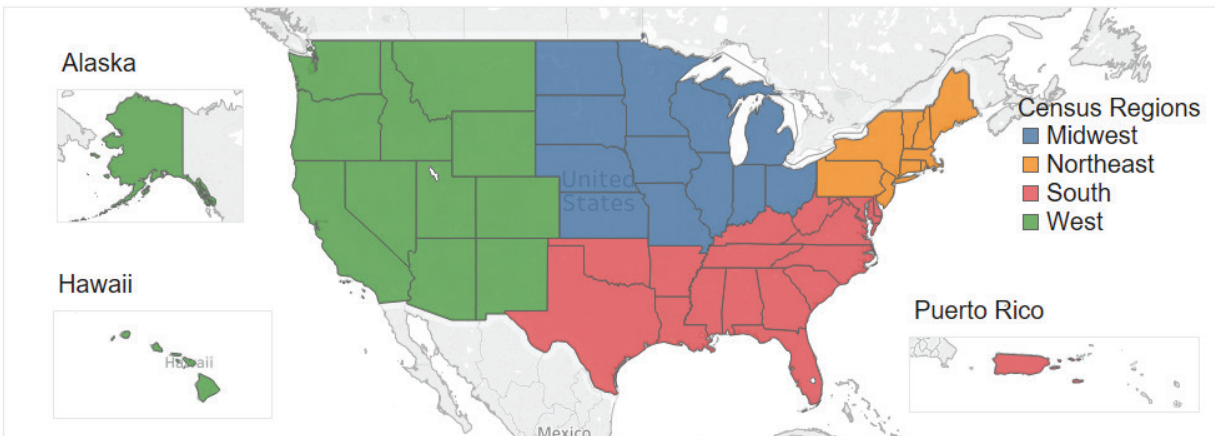 Alaska
Hawaii
Hawaii
United
States
Mexico
Census Regions
Midwest
Northeast
South
West
Puerto Rico